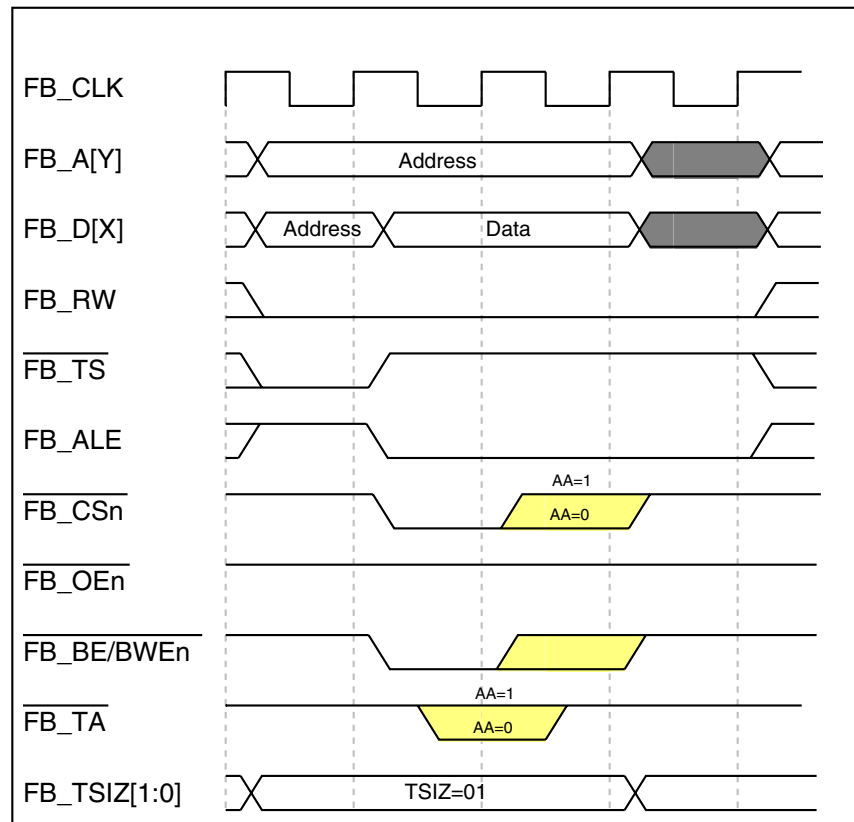 FB_CLK
FB_A[Y] Address
FB_D[X] Address Data
FB_RW
FB_TS
FB_ALE
AA=1
FB_CSn AA=0
FB_OEn
FB_BE/BWEn
AA=1
FB_TA AA=0
FB_TSIZ[1:0] TSIZ=01